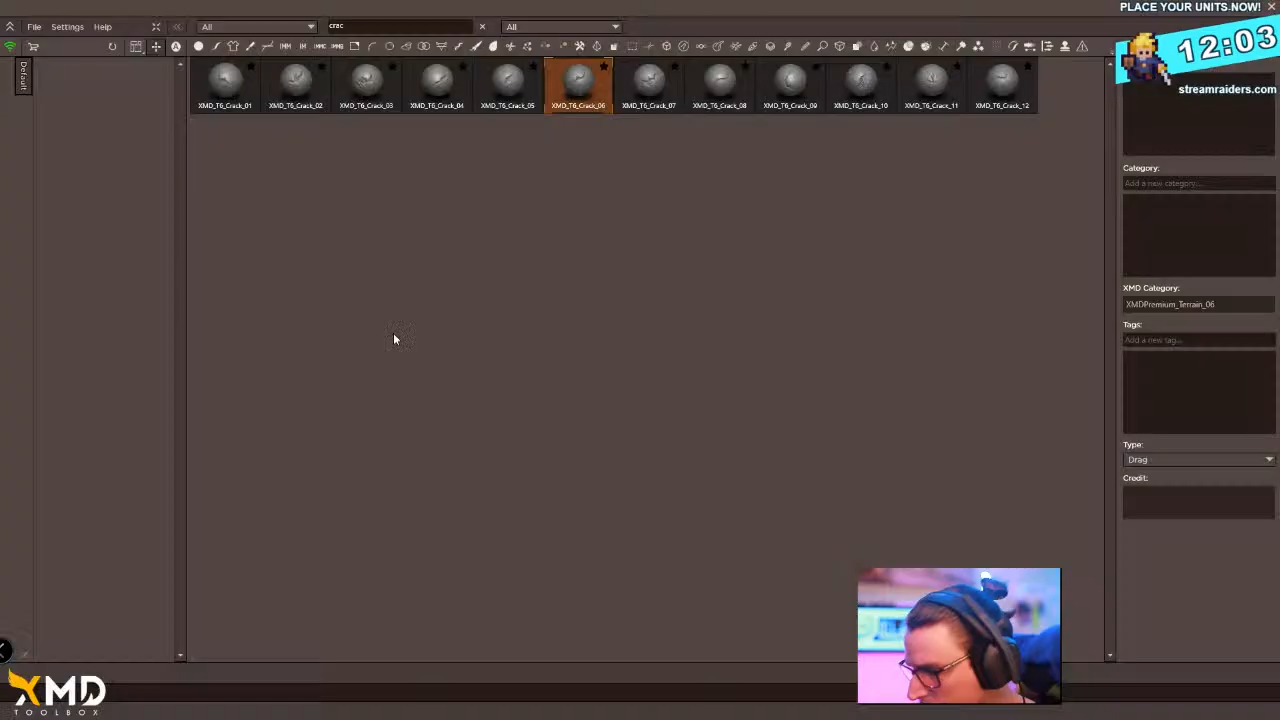 PLACE YOUR UNITS NOW!
File Settings Help
All
crac
All
12:03
streamraiders.com
Default
XMD_T6_Crack_01
XMD_T6_Crack_02
XMD_T6_Crack_03
XMD_T6_Crack_04
XMD_T6_Crack_05
XMD_T6_Crack_06
XMD_T6_Crack_07
XMD_T6_Crack_08
XMD_T6_Crack_09
XMD_T6_Crack_10
XMD_T6_Crack_11
XMD_T6_Crack_12
Category:
Add a new category...
XMD Category:
XMDPremium_Terrain_06
Tags:
Add a new tag...
Type:
Drag
Credit:
XMD
TOOLBOX